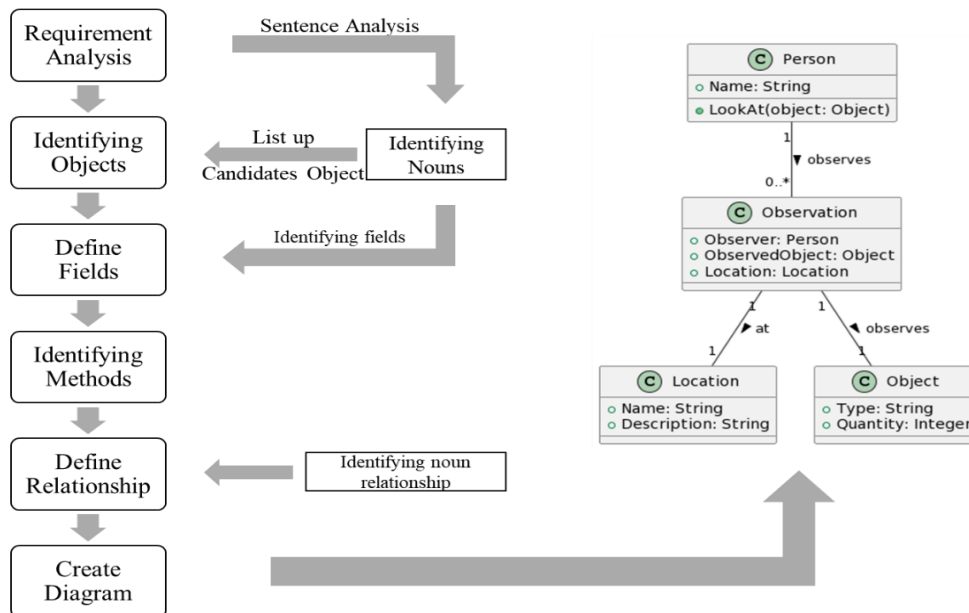 Requirement
Analysis
Sentence Analysis
Identifying
Objects
List up
Candidates Object
Identifying
Nouns
Define
Fields
Identifying fields
Identifying
Methods
Define
Relationship
Identifying noun
relationship
Create
Diagram
C Person
Name: String
LookAt(object: Object)
1
observes
0..*
C Observation
Observer: Person
ObservedObject: Object
Location: Location
1
at
1
1
observes
1
C Location
Name: String
Description: String
C Object
Type: String
Quantity: Integer